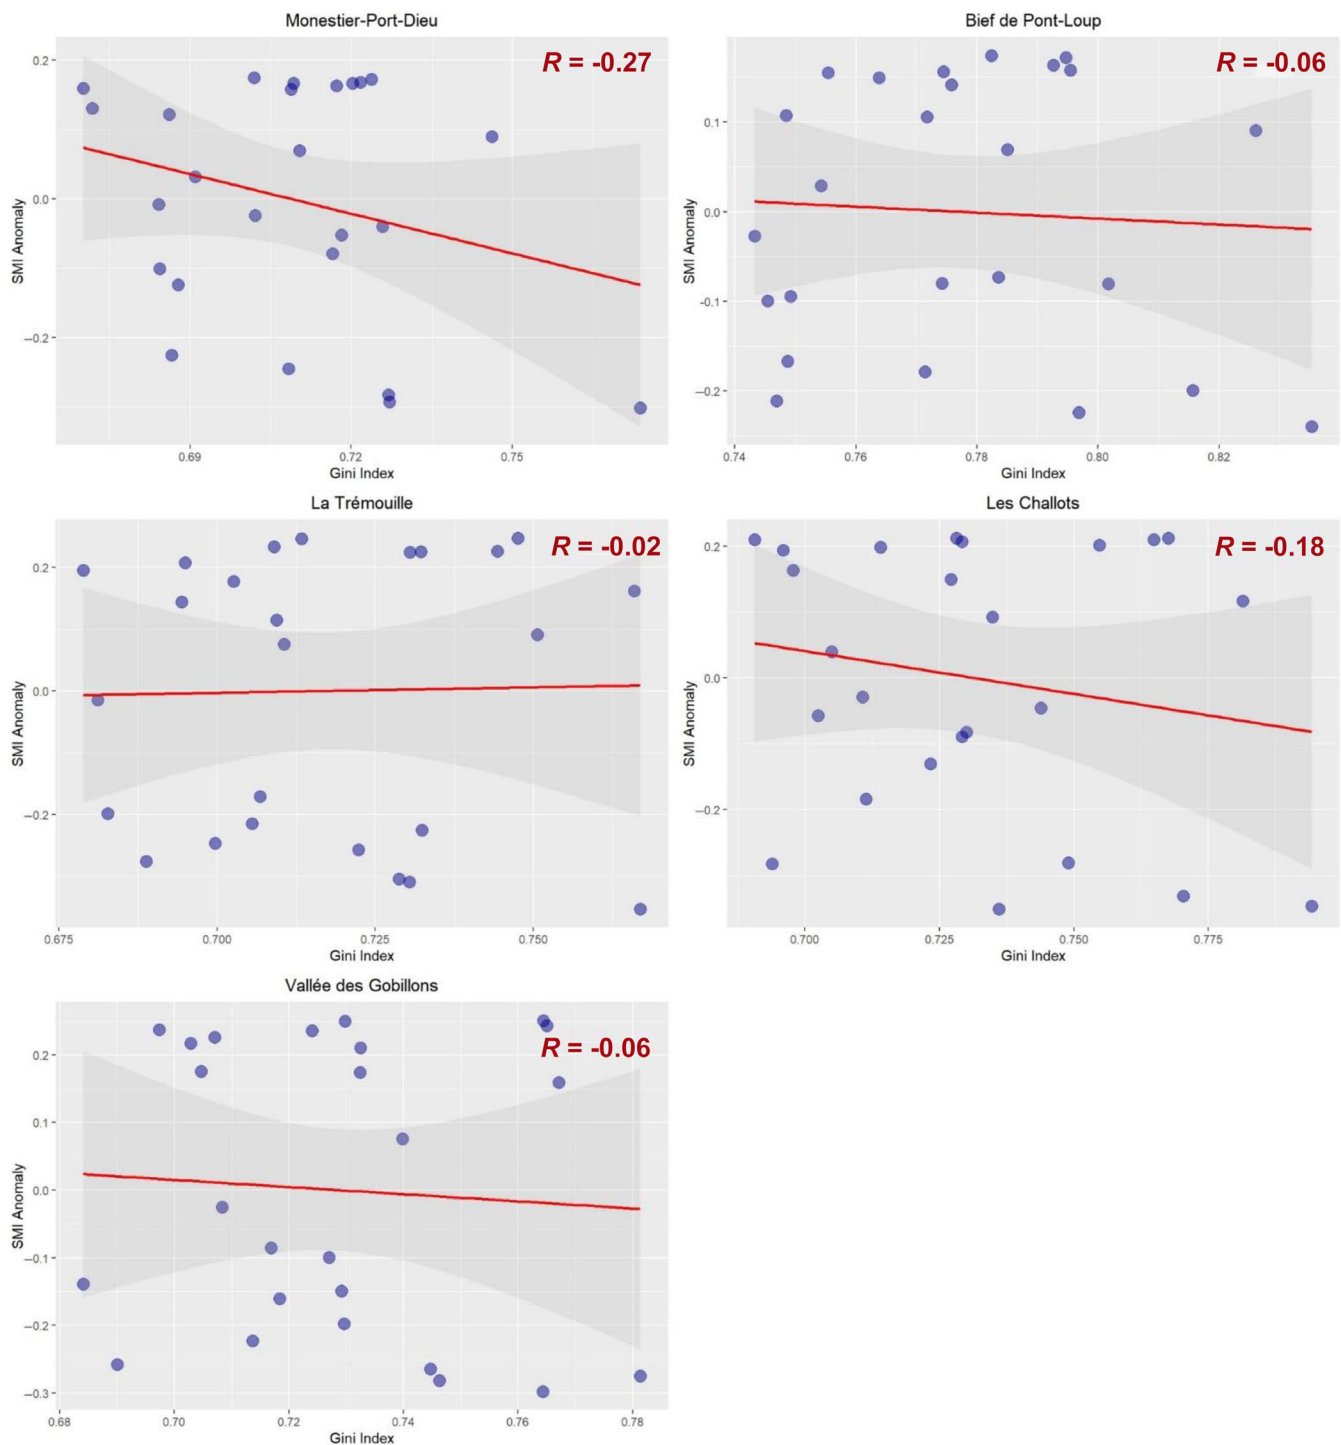 Monestier-Port-Dieu
R = -0.27
0.2
0.0
−0.2
SMI Anomaly
0.69 0.72 0.75
Gini Index
Bief de Pont-Loup
R = -0.06
0.1
0.0
−0.1
−0.2
SMI Anomaly
0.74 0.76 0.78 0.80 0.82
Gini Index
La Trémouille
R = -0.02
0.2
0.0
−0.2
SMI Anomaly
0.675 0.700 0.725 0.750
Gini Index
Les Challots
R = -0.18
0.2
0.0
−0.2
SMI Anomaly
0.700 0.725 0.750 0.775
Gini Index
Vallée des Gobillons
R = -0.06
0.2
0.1
0.0
−0.1
−0.2
−0.3
SMI Anomaly
0.68 0.70 0.72 0.74 0.76 0.78
Gini Index